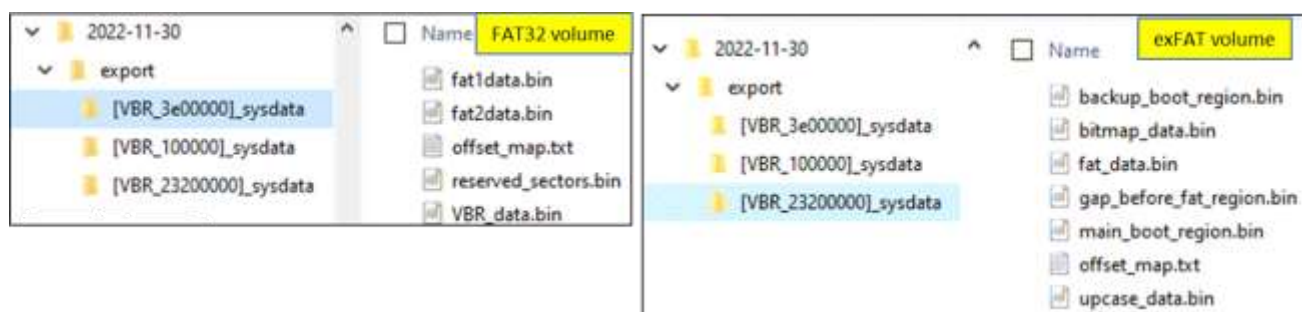 2022-11-30
export
[VBR_3e00000]_sysdata
[VBR_100000]_sysdata
[VBR_23200000]_sysdata
Name
FAT32 volume
fat1data.bin
fat2data.bin
offset_map.txt
reserved_sectors.bin
VBR_data.bin
2022-11-30
export
[VBR_3e00000]_sysdata
[VBR_100000]_sysdata
[VBR_23200000]_sysdata
Name
exFAT volume
backup_boot_region.bin
bitmap_data.bin
fat_data.bin
gap_before_fat_region.bin
main_boot_region.bin
offset_map.txt
upcase_data.bin